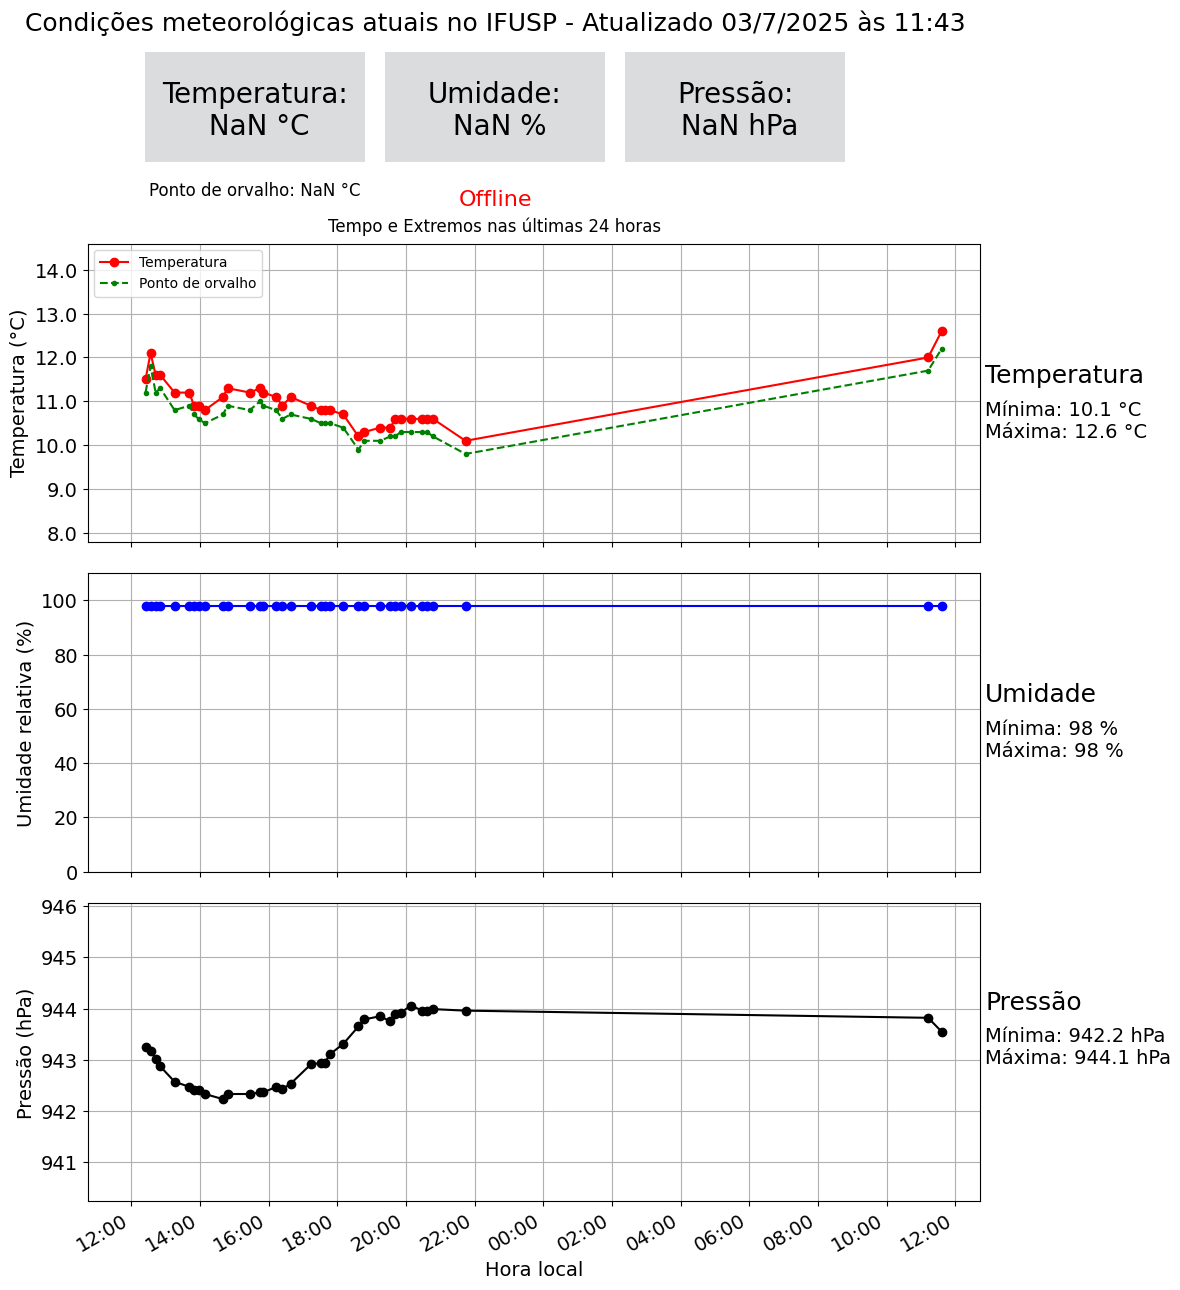 Condições meteorológicas atuais no IFUSP - Atualizado 03/7/2025 às 11:43
Temperatura:
NaN °C
Umidade:
NaN %
Pressão:
NaN hPa
Ponto de orvalho: NaN °C
Offline
Tempo e Extremos nas últimas 24 horas
Temperatura
Ponto de orvalho
14.0
13.0
12.0
11.0
10.0
9.0
8.0
Temperatura (°C)
Temperatura
Mínima: 10.1 °C
Máxima: 12.6 °C
100
80
60
40
20
0
Umidade relativa (%)
Umidade
Mínima: 98 %
Máxima: 98 %
946
945
944
943
942
941
Pressão (hPa)
Pressão
Mínima: 942.2 hPa
Máxima: 944.1 hPa
12:00
14:00
16:00
18:00
20:00
22:00
00:00
02:00
04:00
06:00
08:00
10:00
12:00
Hora local